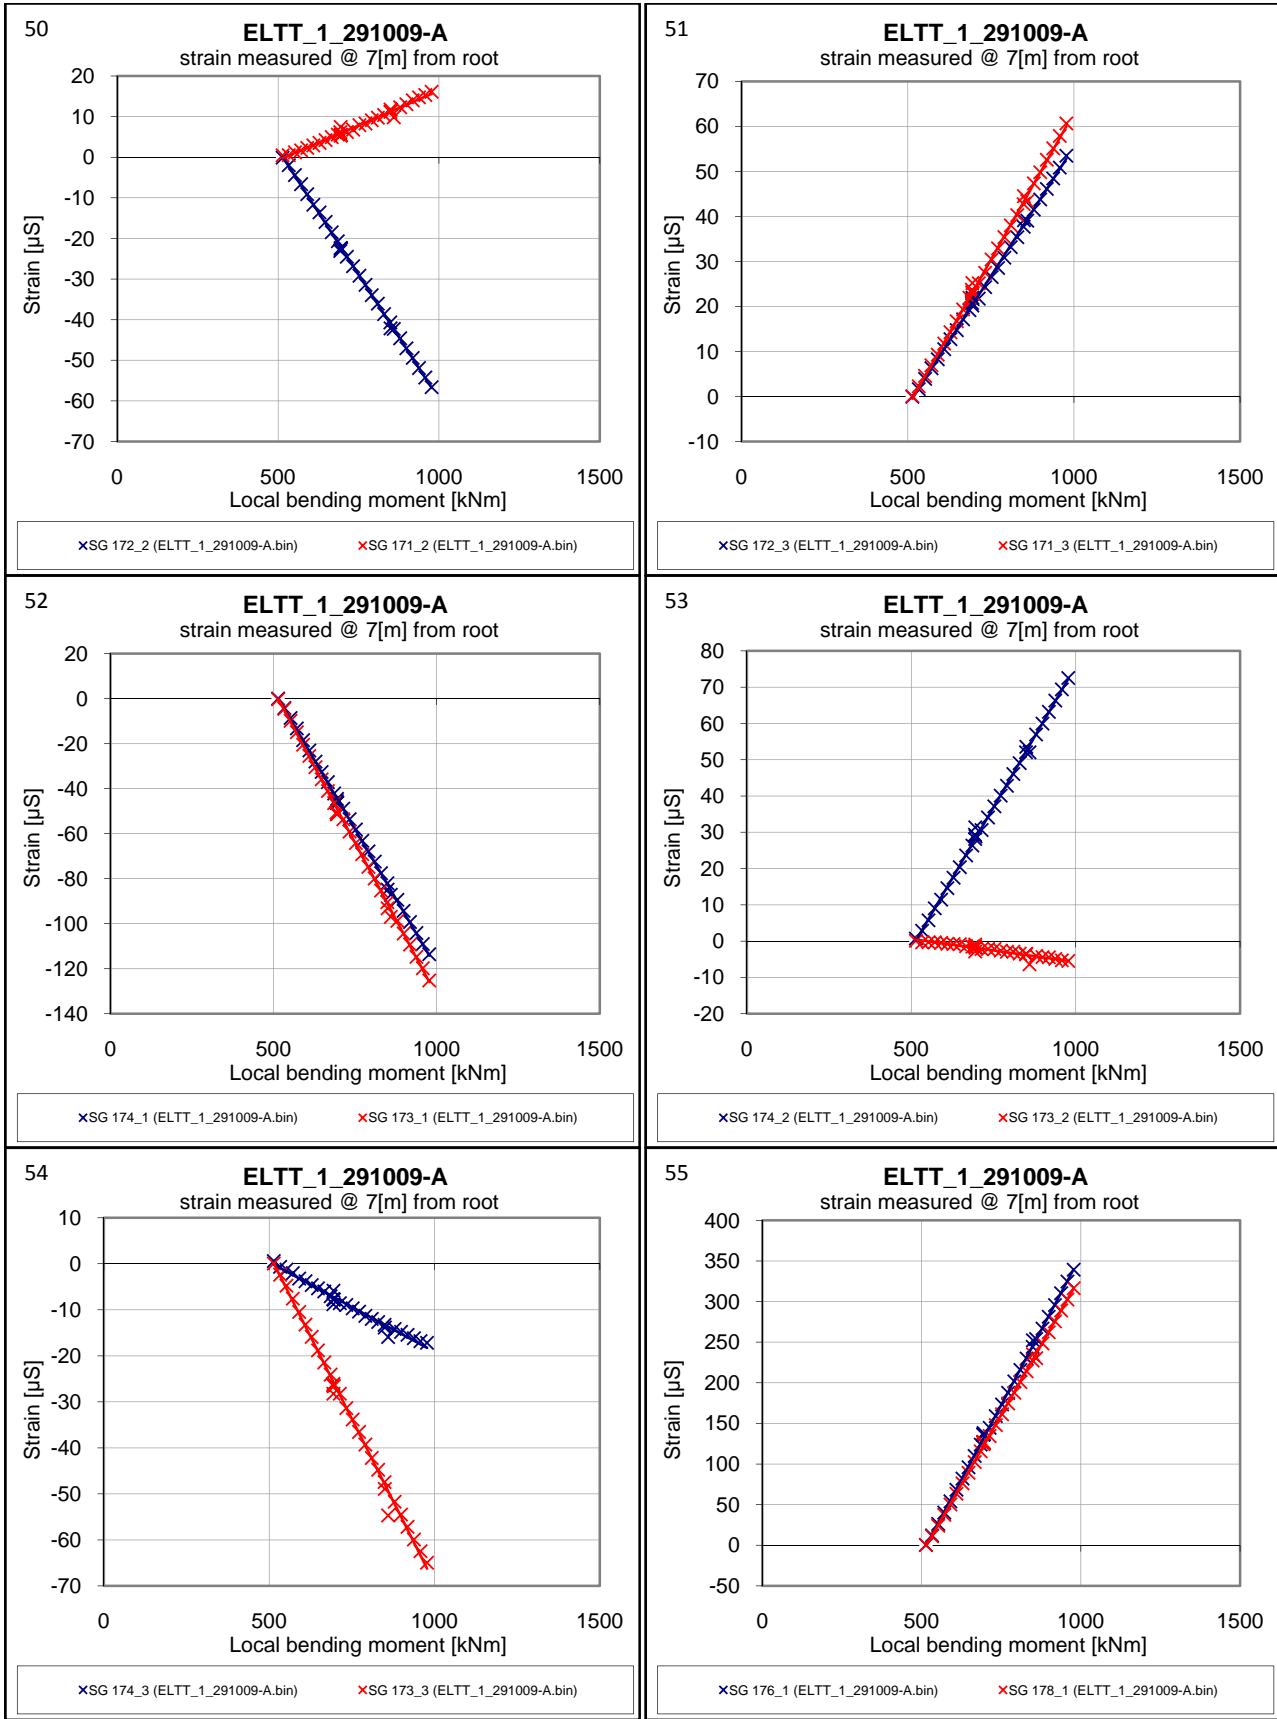 50
ELTT_1_291009-A
strain measured @ 7[m] from root
20
10
0
-10
-20
-30
-40
-50
-60
-70
Strain [µS]
0 500 1000 1500
Local bending moment [kNm]
SG 172_2 (ELTT_1_291009-A.bin) SG 171_2 (ELTT_1_291009-A.bin)
51
ELTT_1_291009-A
strain measured @ 7[m] from root
70
60
50
40
30
20
10
0
-10
Strain [µS]
0 500 1000 1500
Local bending moment [kNm]
SG 172_3 (ELTT_1_291009-A.bin) SG 171_3 (ELTT_1_291009-A.bin)
52
ELTT_1_291009-A
strain measured @ 7[m] from root
20
0
-20
-40
-60
-80
-100
-120
-140
Strain [µS]
0 500 1000 1500
Local bending moment [kNm]
SG 174_1 (ELTT_1_291009-A.bin) SG 173_1 (ELTT_1_291009-A.bin)
53
ELTT_1_291009-A
strain measured @ 7[m] from root
80
70
60
50
40
30
20
10
0
-10
-20
Strain [µS]
0 500 1000 1500
Local bending moment [kNm]
SG 174_2 (ELTT_1_291009-A.bin) SG 173_2 (ELTT_1_291009-A.bin)
54
ELTT_1_291009-A
strain measured @ 7[m] from root
10
0
-10
-20
-30
-40
-50
-60
-70
Strain [µS]
0 500 1000 1500
Local bending moment [kNm]
SG 174_3 (ELTT_1_291009-A.bin) SG 173_3 (ELTT_1_291009-A.bin)
55
ELTT_1_291009-A
strain measured @ 7[m] from root
400
350
300
250
200
150
100
50
0
-50
Strain [µS]
0 500 1000 1500
Local bending moment [kNm]
SG 176_1 (ELTT_1_291009-A.bin) SG 178_1 (ELTT_1_291009-A.bin)